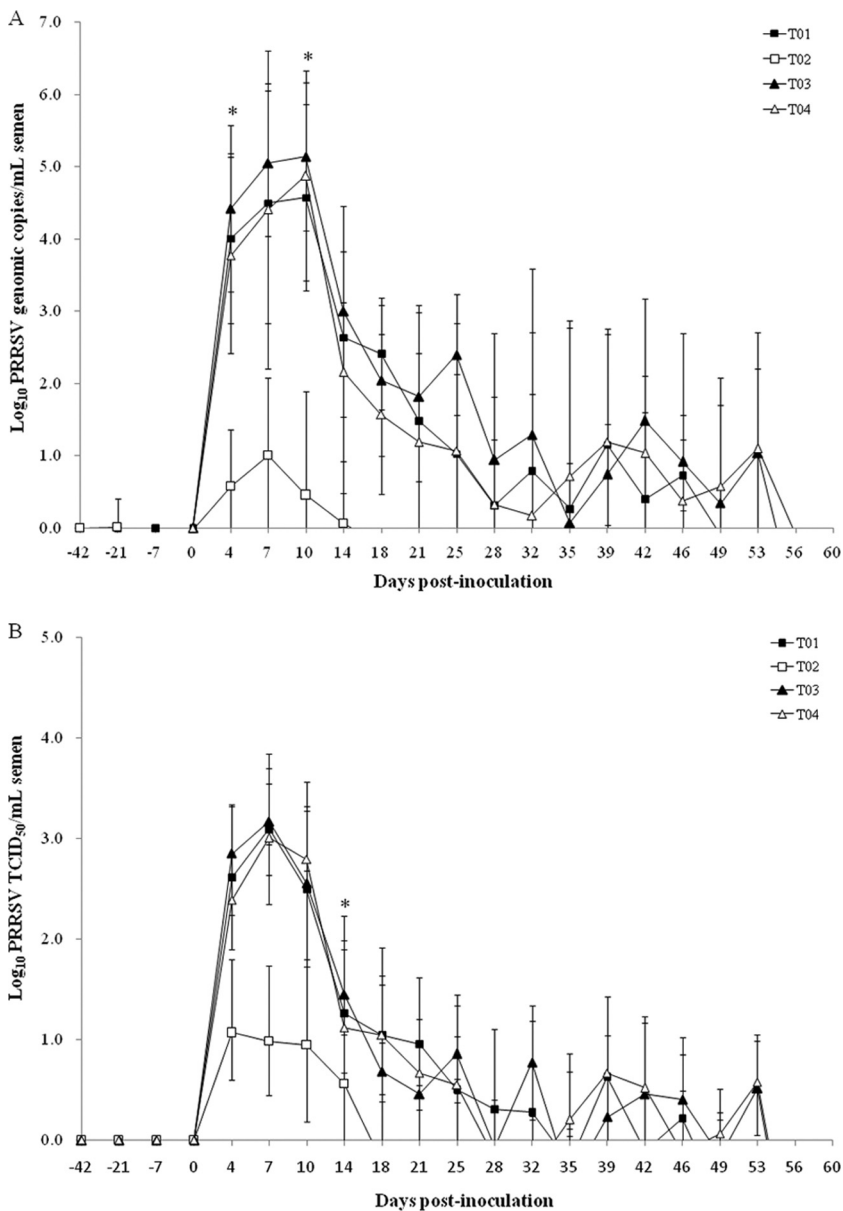 A
7.0
6.0
5.0
4.0
3.0
2.0
1.0
0.0
Log10 PRRSV genomic copies/mL semen
* *
T01
T02
T03
T04
-42 -21 -7 0 4 7 10 14 18 21 25 28 32 35 39 42 46 49 53 56 60
Days post-inoculation
B
5.0
4.0
3.0
2.0
1.0
0.0
Log10 PRRSV TCID50/mL semen
*
T01
T02
T03
T04
-42 -21 -7 0 4 7 10 14 18 21 25 28 32 35 39 42 46 49 53 56 60
Days post-inoculation